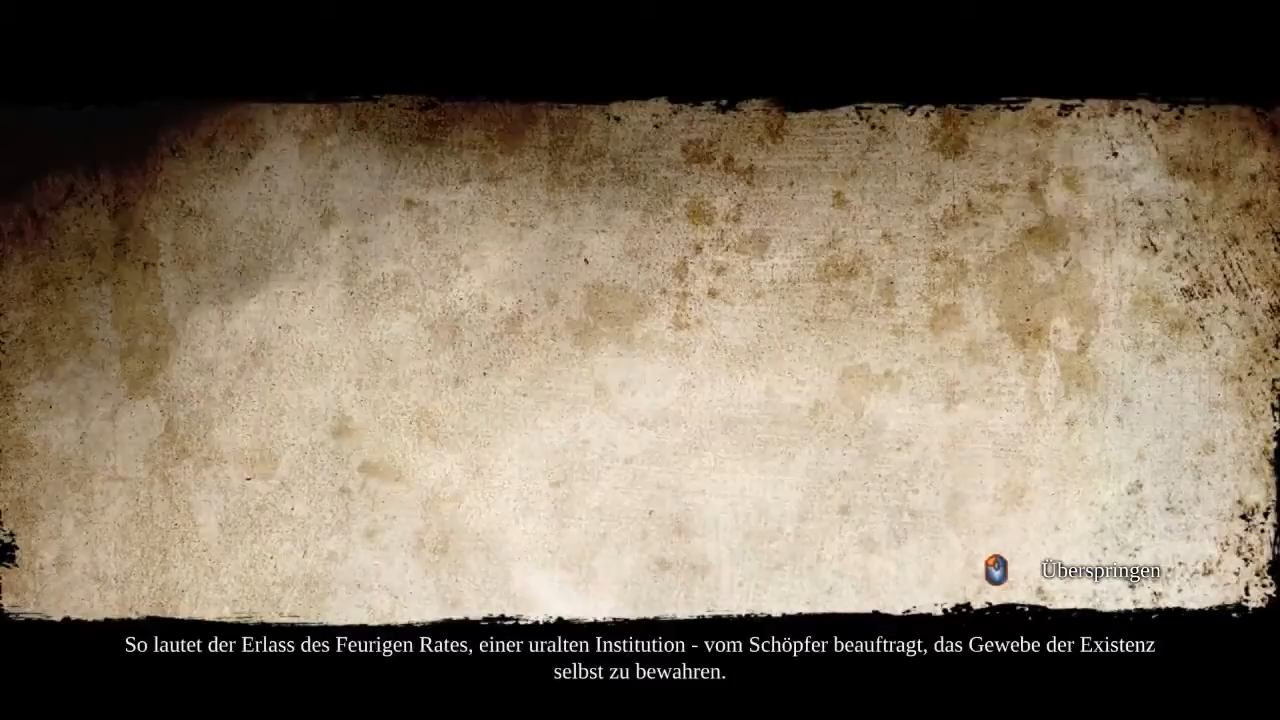 Überspringen
So lautet der Erlass des Feurigen Rates, einer uralten Institution - vom Schöpfer beauftragt, das Gewebe der Existenz
selbst zu bewahren.